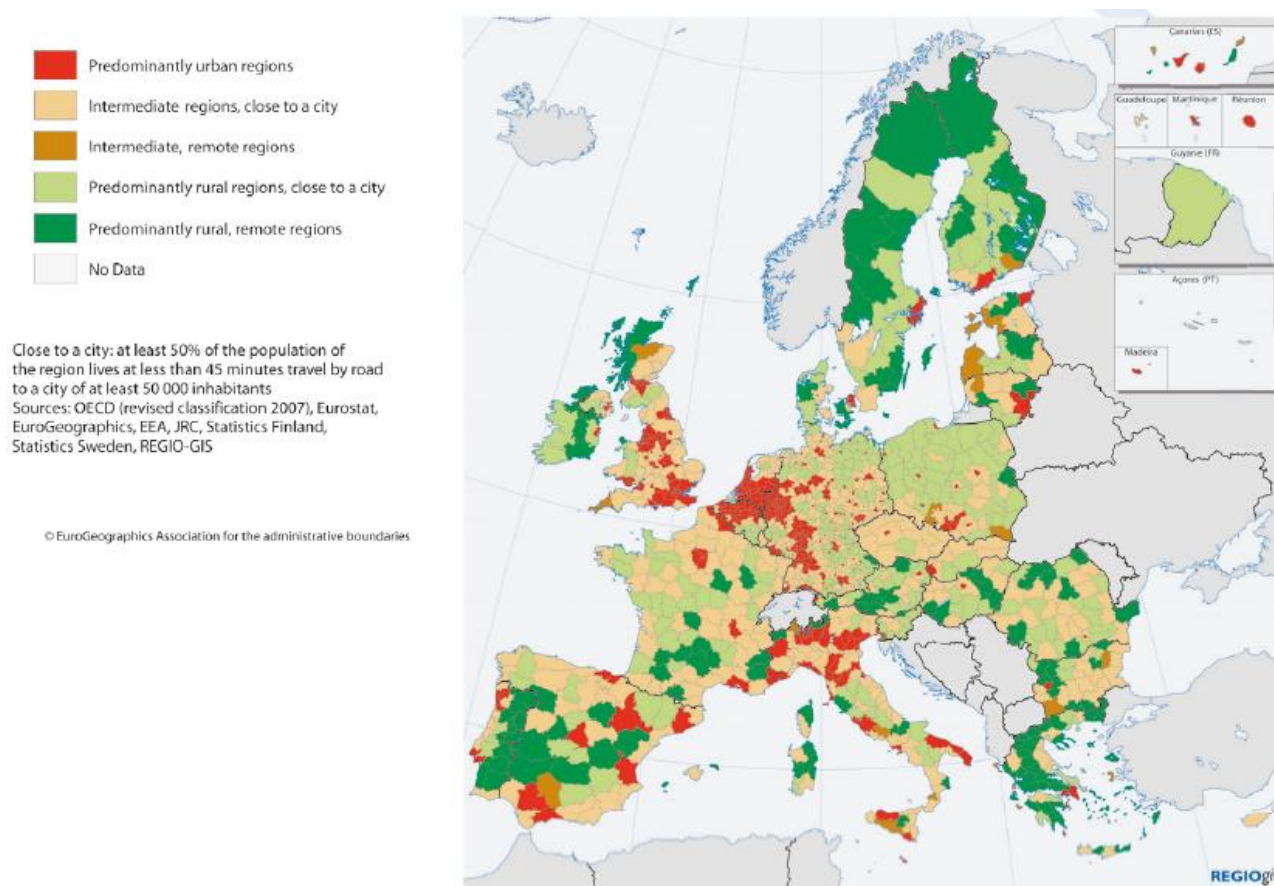 Predominantly urban regions
Intermediate regions, close to a city
Intermediate, remote regions
Predominantly rural regions, close to a city
Predominantly rural, remote regions
No Data
Close to a city: at least 50% of the population of
the region lives at less than 45 minutes travel by road
to a city of at least 50 000 inhabitants
Sources: OECD (revised classification 2007), Eurostat,
EuroGeographics, EEA, JRC, Statistics Finland,
Statistics Sweden, REGIO-GIS
© EuroGeographics Association for the administrative boundaries
Canarias (ES)
Guadeloupe
Martinique
Réunion
Guyane (FR)
Açores (PT)
Madeira
REGIOgi